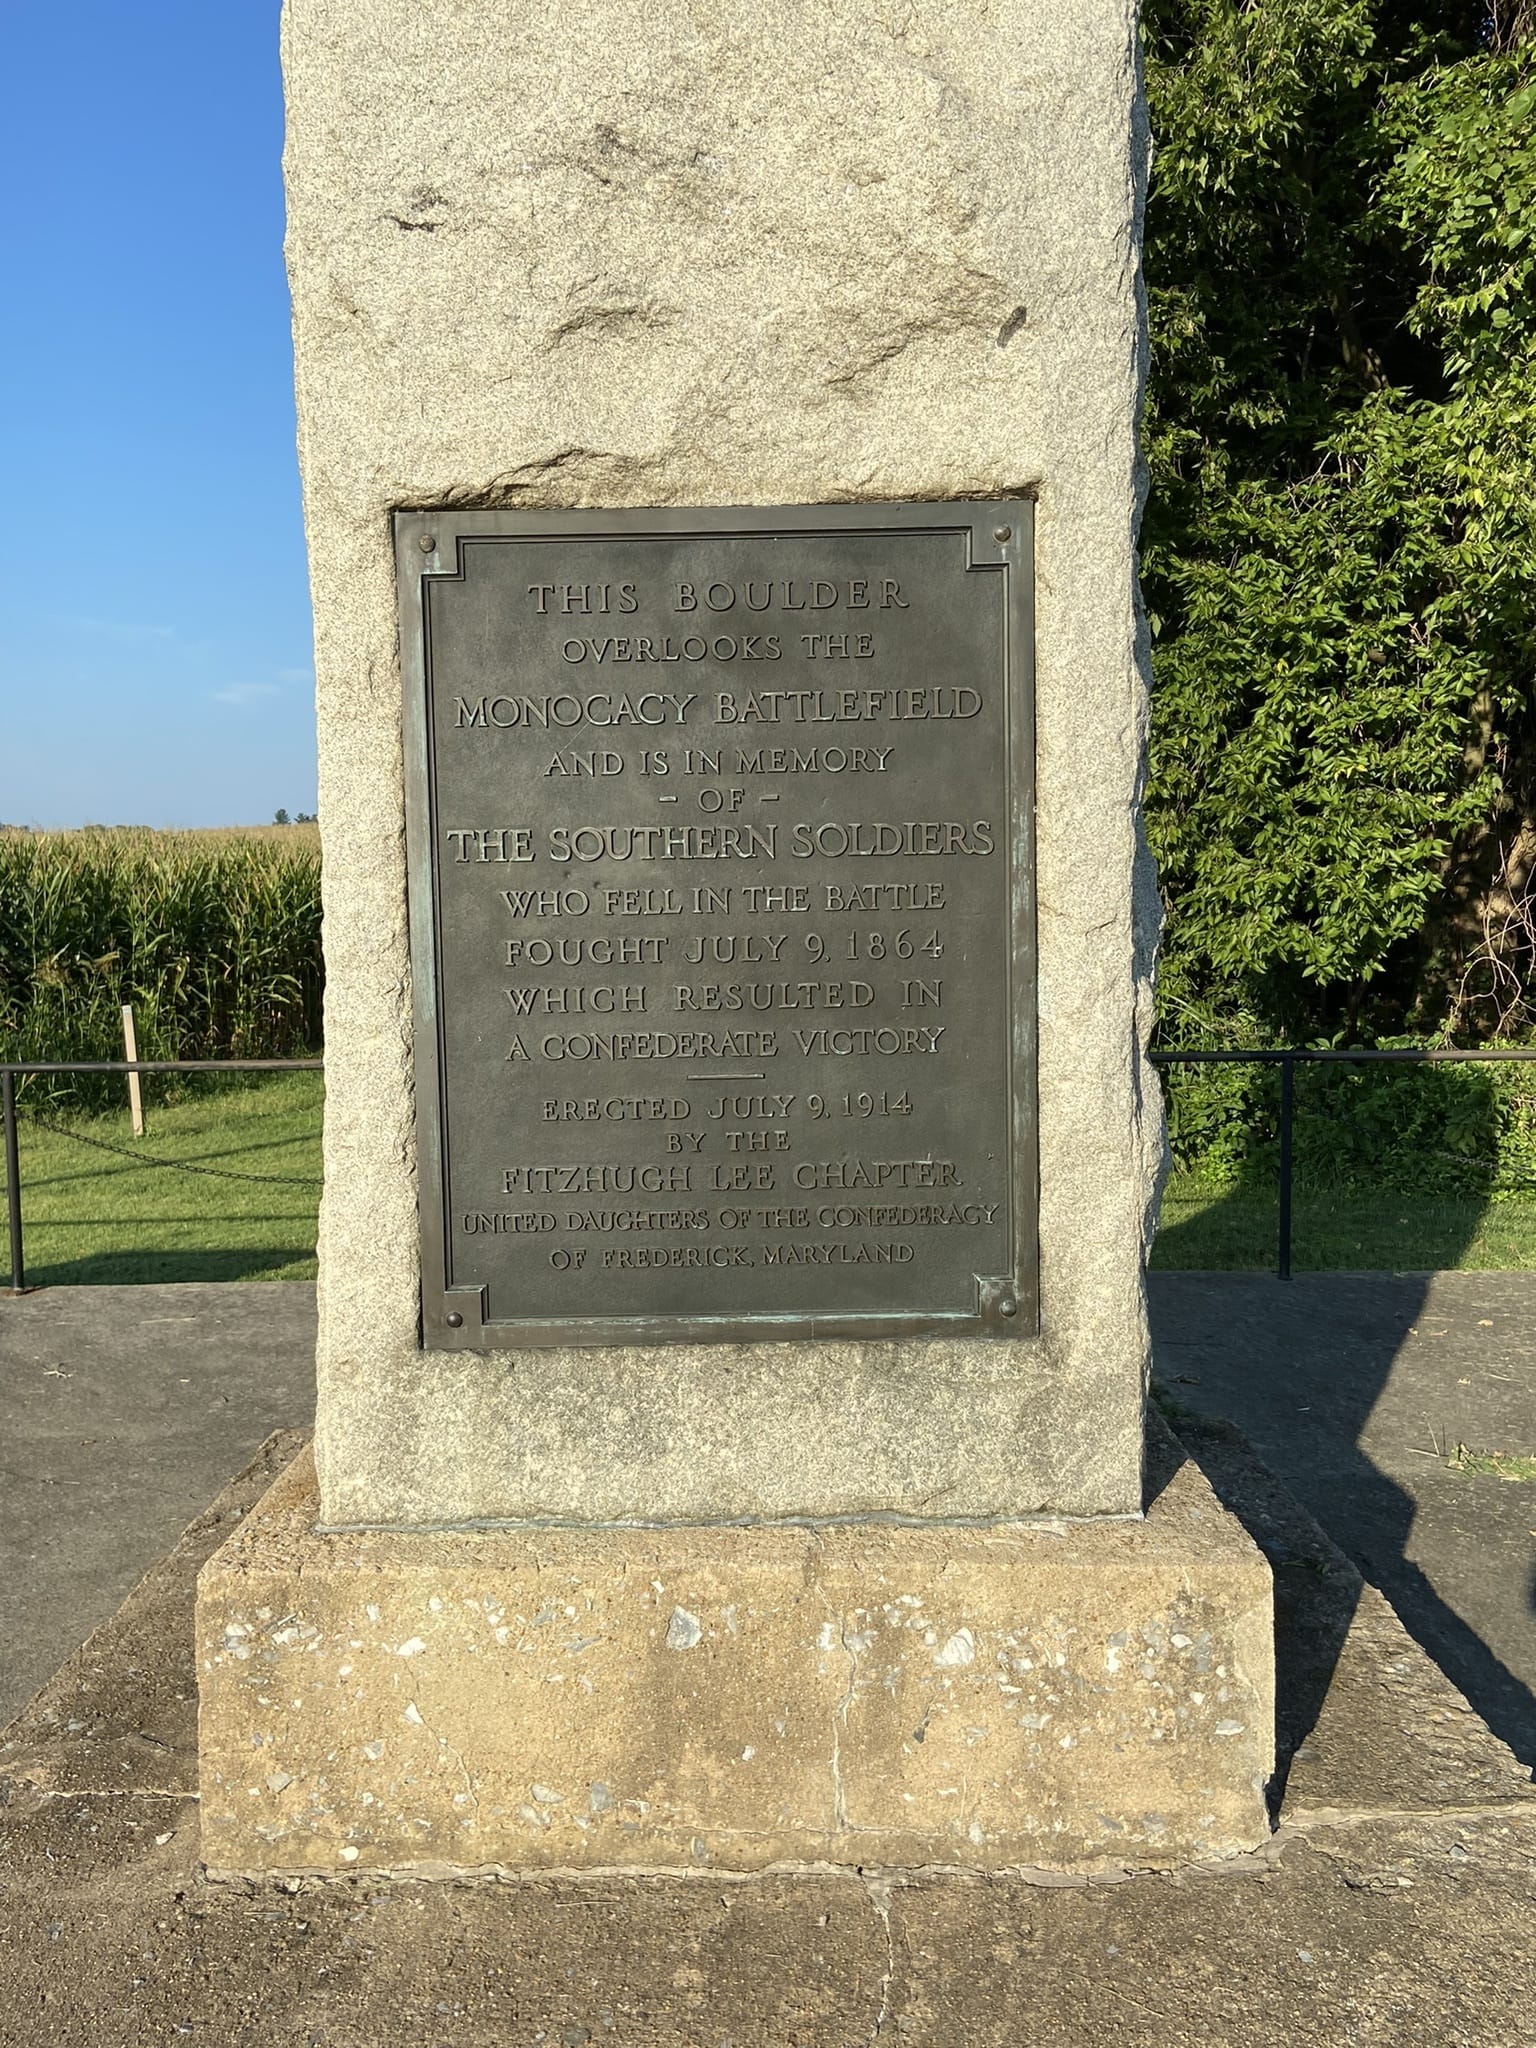 THIS BOULDER
OVERLOOKS THE
MONOCACY BATTLEFIELD
AND IS IN MEMORY
- OF -
THE SOUTHERN SOLDIERS
WHO FELL IN THE BATTLE
FOUGHT JULY 9, 1864
WHICH RESULTED IN
A CONFEDERATE VICTORY
ERECTED JULY 9, 1914
BY THE
FITZHUGH LEE CHAPTER
UNITED DAUGHTERS OF THE CONFEDERACY
OF FREDERICK, MARYLAND